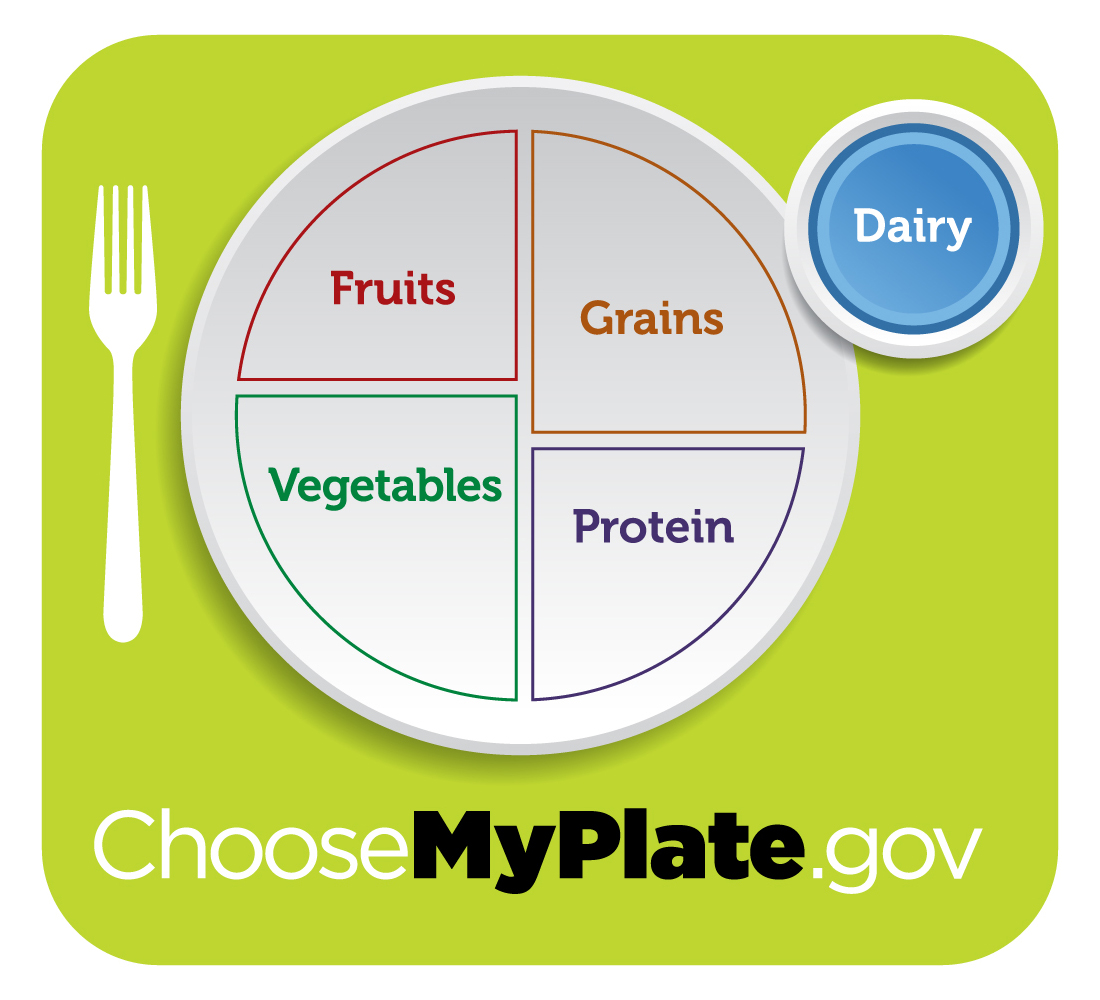 Fruits
Grains
Dairy
Vegetables
Protein
ChooseMyPlate.gov